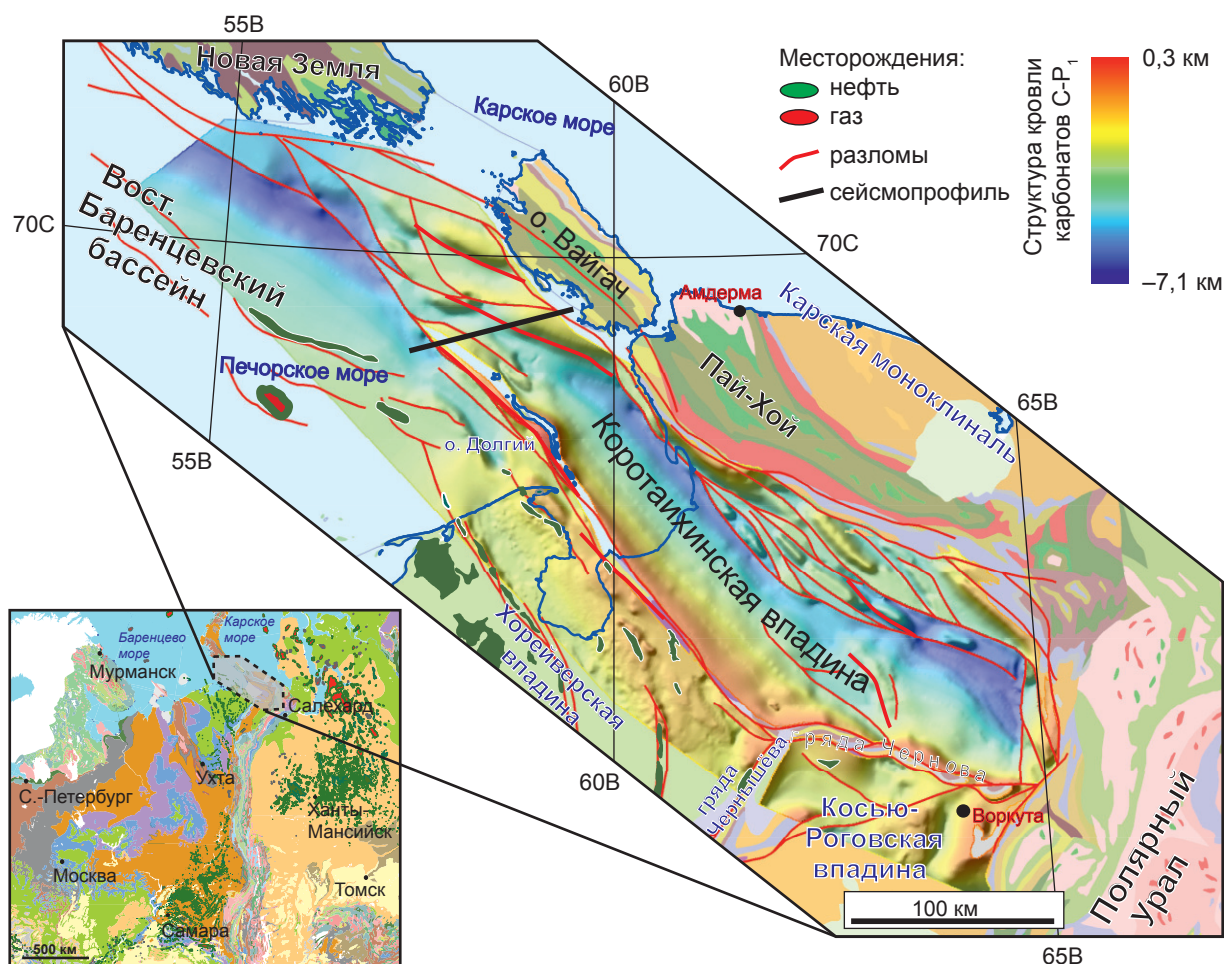 55В
Новая Земля
Карское море
60В
Месторождения:
нефть
газ
разломы
сейсмопрофиль
Структура кровли
карбонатов C-P₁
0,3 км
–7,1 км
70С
Вост.
Баренцевский
бассейн
о. Вайгач
70С
Амдерма
Карская моноклиналь
Печорское море
Пай-Хой
65В
55В
о. Долгий
Коротаихинская впадина
Хорейверская
впадина
60В
гряда
Чернышёва
гряда Чернова
Воркута
Косью-
Роговская
впадина
Полярный
Урал
100 км
65В
Баренцево
море
Карское
море
Мурманск
Салехард
Ухта
С.-Петербург
Ханты-
Мансийск
Москва
Томск
Самара
500 км